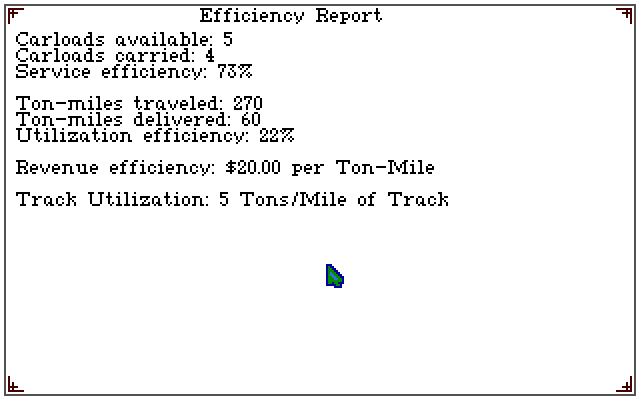 Efficiency Report
Carloads available: 5
Carloads carried: 4
Service efficiency: 73%
Ton-miles traveled: 270
Ton-miles delivered: 60
Utilization efficiency: 22%
Revenue efficiency: $20.00 per Ton-Mile
Track Utilization: 5 Tons/Mile of Track